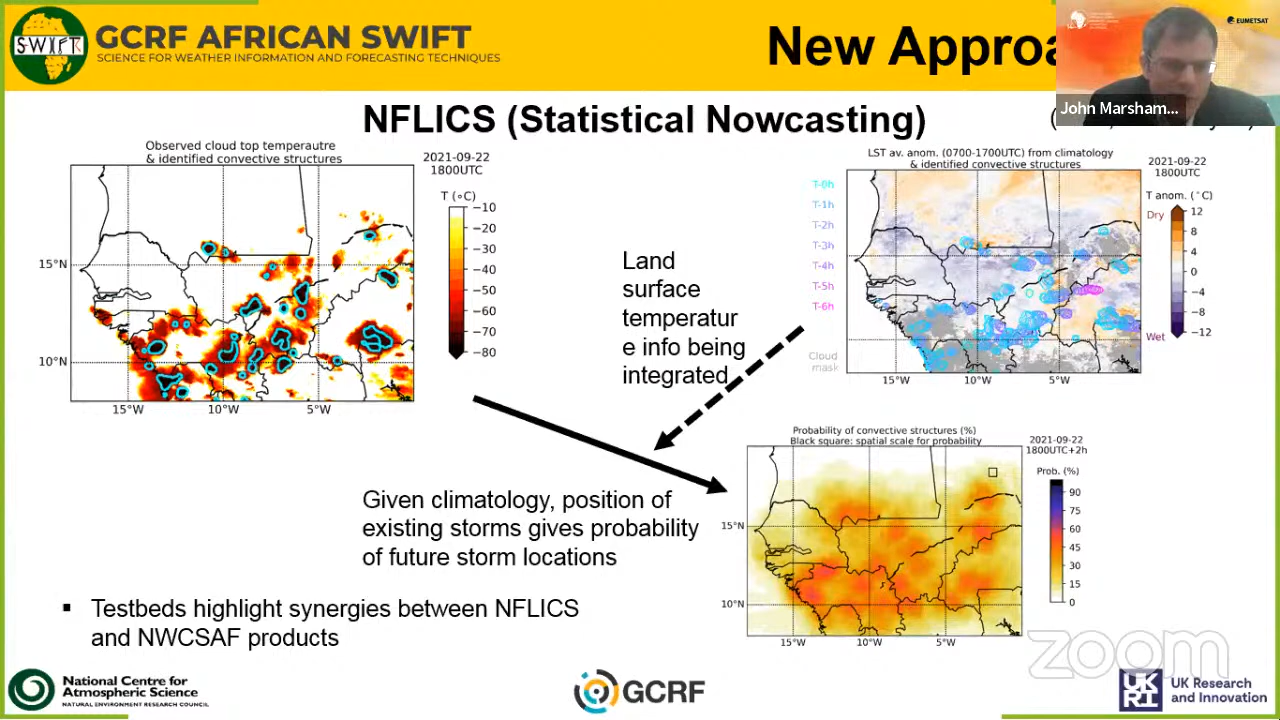 SWIFT
GCRF AFRICAN SWIFT
SCIENCE FOR WEATHER INFORMATION AND FORECASTING TECHNIQUES
New Approa
EUMETSAT
John Marsham...
NFLICS (Statistical Nowcasting)
Observed cloud top temperautre
& identified convective structures
2021-09-22
1800UTC
T (∘C)
−10
−20
−30
−40
−50
−60
−70
−80
15°N
10°N
15°W
10°W
5°W
Land
surface
temperatur
e info being
integrated
LST av. anom. (0700-1700UTC) from climatology
& identified convective structures
2021-09-22
1800UTC
T anom. (°C)
T-0h
T-1h
T-2h
T-3h
T-4h
T-5h
T-6h
Cloud
mask
Dry
12
8
4
0
−4
−8
−12
Wet
15°W
10°W
5°W
Given climatology, position of
existing storms gives probability
of future storm locations
Probability of convective structures (%)
Black square: spatial scale for probability
2021-09-22
1800UTC+2h
Prob. (%)
90
75
60
45
30
15
0
15°N
10°N
15°W
10°W
5°W
▪ Testbeds highlight synergies between NFLICS
and NWCSAF products
zoom
National Centre for
Atmospheric Science
NATURAL ENVIRONMENT RESEARCH COUNCIL
GCRF
UK
RI
UK Research
and Innovation